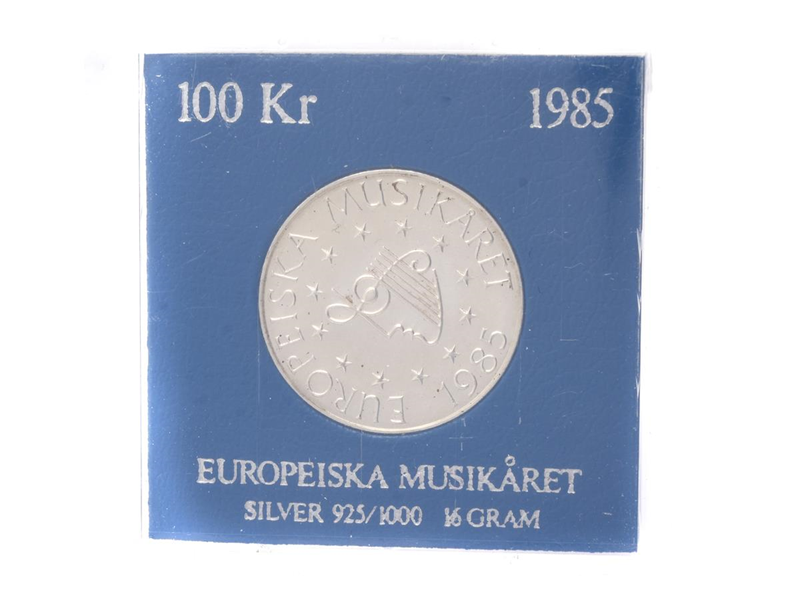 100 Kr 1985
EUROPEISKA MUSIKÅRET 1985
EUROPEISKA MUSIKÅRET
SILVER 925/1000 16 GRAM